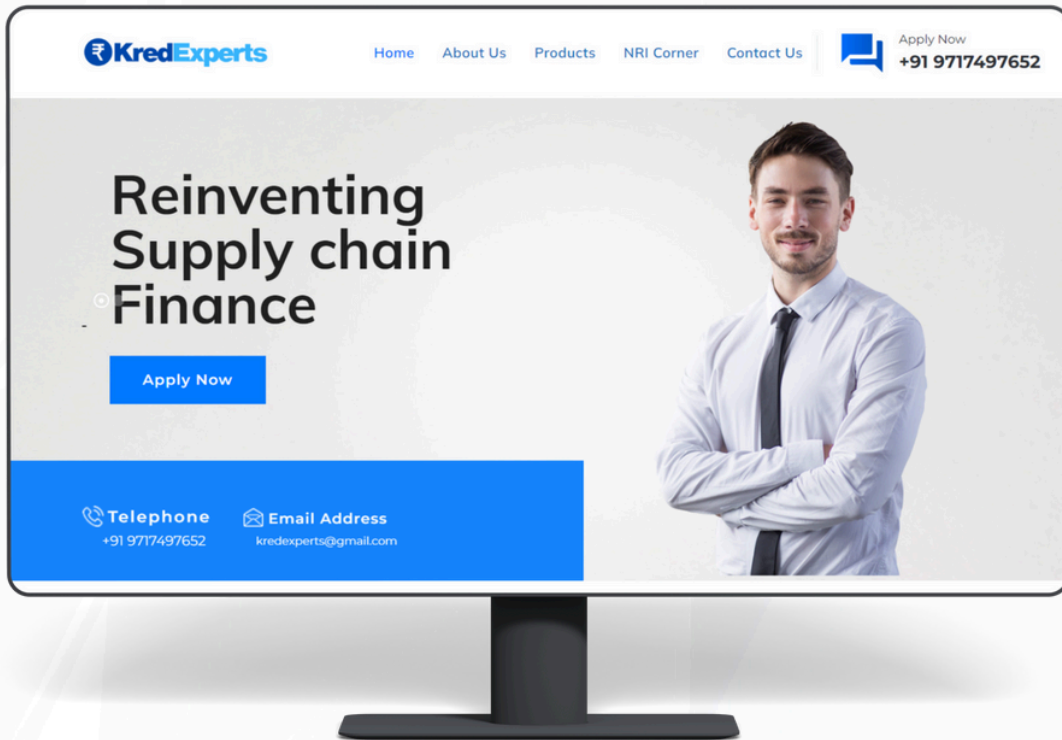 ₹KredExperts
Home About Us Products NRI Corner Contact Us
Apply Now
+91 9717497652
Reinventing
Supply chain
Finance
Apply Now
Telephone
+91 9717497652
Email Address
kredexperts@gmail.com